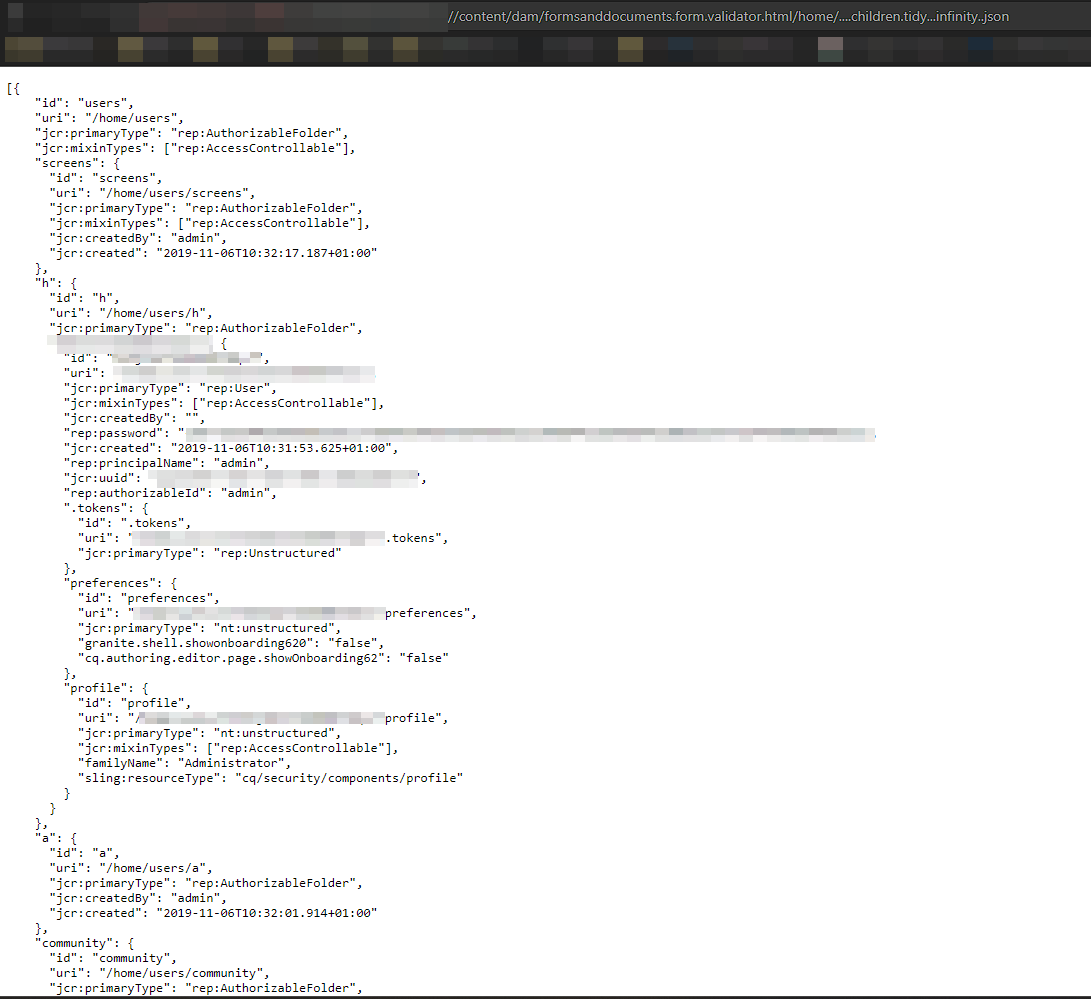 //content/dam/formsanddocuments.form.validator.html/home/....children.tidy...infinity..json
[{
"id": "users",
"uri": "/home/users",
"jcr:primaryType": "rep:AuthorizableFolder",
"jcr:mixinTypes": ["rep:AccessControllable"],
"screens": {
"id": "screens",
"uri": "/home/users/screens",
"jcr:primaryType": "rep:AuthorizableFolder",
"jcr:mixinTypes": ["rep:AccessControllable"],
"jcr:createdBy": "admin",
"jcr:created": "2019-11-06T10:32:17.187+01:00"
},
"h": {
"id": "h",
"uri": "/home/users/h",
"jcr:primaryType": "rep:AuthorizableFolder",
{
"id": "
"uri":
"jcr:primaryType": "rep:User",
"jcr:mixinTypes": ["rep:AccessControllable"],
"jcr:createdBy": "",
"rep:password": "
"jcr:created": "2019-11-06T10:31:53.625+01:00",
"rep:principalName": "admin",
"jcr:uuid":
"rep:authorizableId": "admin",
".tokens": {
"id": ".tokens",
"uri": .tokens",
"jcr:primaryType": "rep:Unstructured"
},
"preferences": {
"id": "preferences",
"uri": " preferences",
"jcr:primaryType": "nt:unstructured",
"granite.shell.showonboarding620": "false",
"cq.authoring.editor.page.showOnboarding62": "false"
},
"profile": {
"id": "profile",
"uri": "/ profile",
"jcr:primaryType": "nt:unstructured",
"jcr:mixinTypes": ["rep:AccessControllable"],
"familyName": "Administrator",
"sling:resourceType": "cq/security/components/profile"
}
}
},
"a": {
"id": "a",
"uri": "/home/users/a",
"jcr:primaryType": "rep:AuthorizableFolder",
"jcr:createdBy": "admin",
"jcr:created": "2019-11-06T10:32:01.914+01:00"
},
"community": {
"id": "community",
"uri": "/home/users/community",
"jcr:primaryType": "rep:AuthorizableFolder",